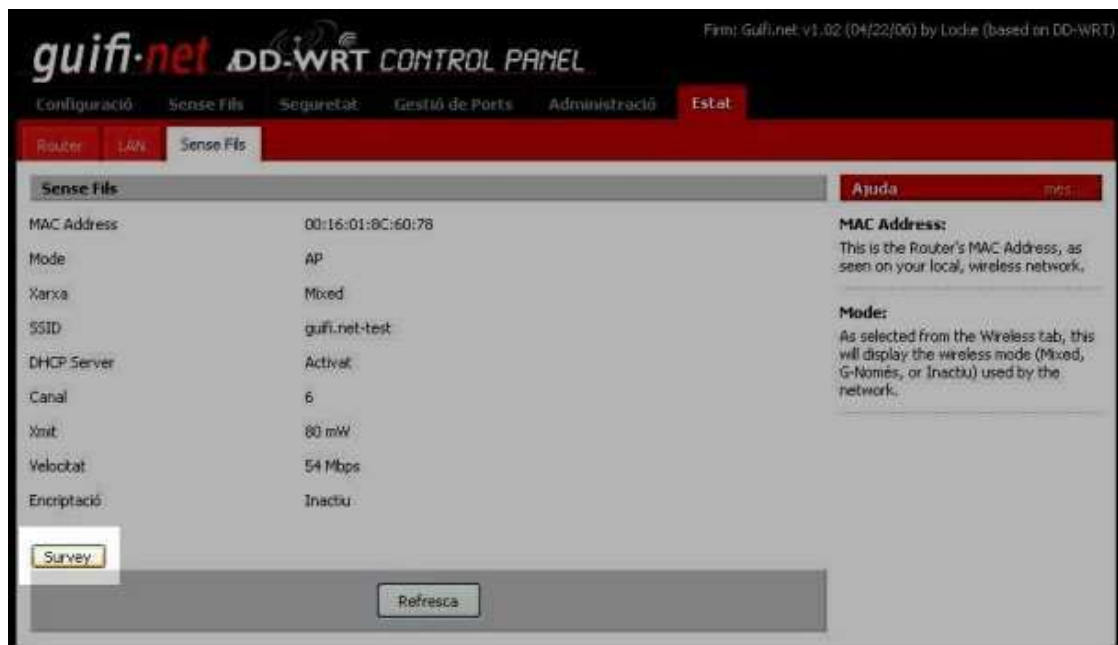 Firm: Guifi.net v1.02 (04/22/06) by Lodie (based on DD-WRT)
guifi·net DD-WRT CONTROL PANEL
Configuració Sense Fils Seguretat Gestió de Ports Administració Estat
Router LAN Sense Fils
Sense Fils
MAC Address 00:16:01:8C:60:78
Mode AP
Xarxa Mixed
SSID guifi.net-test
DHCP Server Activat
Canal 6
Xmit 80 mW
Velocitat 54 Mbps
Encriptació Inactiu
Survey
Refresca
Ajuda més...
MAC Address:
This is the Router's MAC Address, as
seen on your local, wireless network.
Mode:
As selected from the Wireless tab, this
will display the wireless mode (Mixed,
G-Només, or Inactiu) used by the
network.